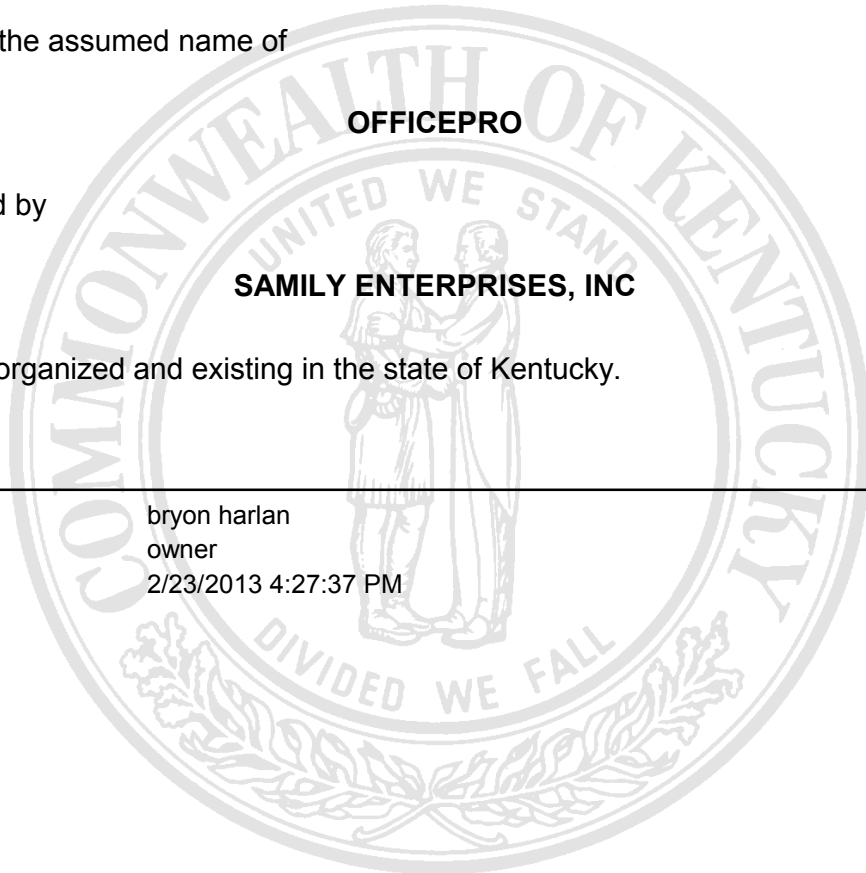 the assumed name of
OFFICEPRO
d by
SAMILY ENTERPRISES, INC
organized and existing in the state of Kentucky.
bryon harlan
owner
2/23/2013 4:27:37 PM
COMMONWEALTH OF KENTUCKY
UNITED WE STAND
DIVIDED WE FALL